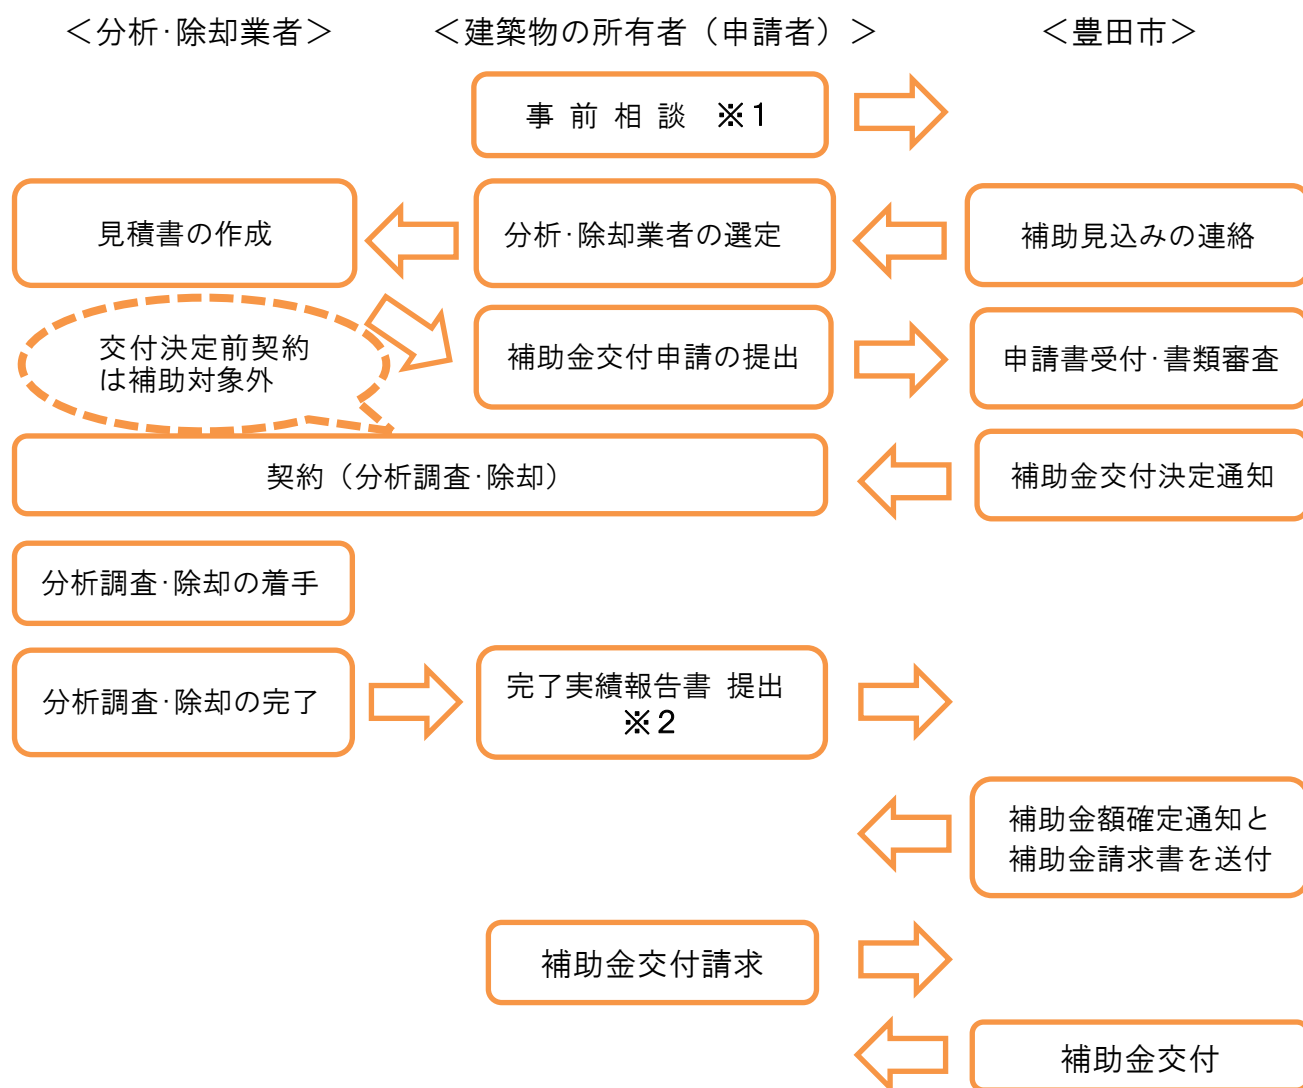 ＜分析･除却業者＞
＜建築物の所有者（申請者）＞
＜豊田市＞
事 前 相 談 ※１
見積書の作成
分析･除却業者の選定
補助見込みの連絡
交付決定前契約
は補助対象外
補助金交付申請の提出
申請書受付･書類審査
契約（分析調査･除却）
補助金交付決定通知
分析調査･除却の着手
分析調査･除却の完了
完了実績報告書 提出
※２
補助金額確定通知と
補助金請求書を送付
補助金交付請求
補助金交付